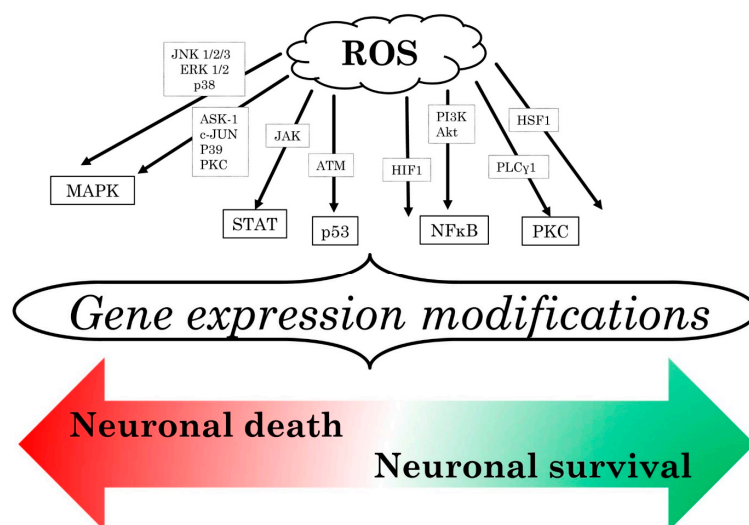 ROS
JNK 1/2/3
ERK 1/2
p38
ASK-1
c-JUN
P39
PKC
JAK
ATM
HIF1
PI3K
Akt
PLCγ1
HSF1
MAPK
STAT
p53
NFκB
PKC
Gene expression modifications
Neuronal death
Neuronal survival